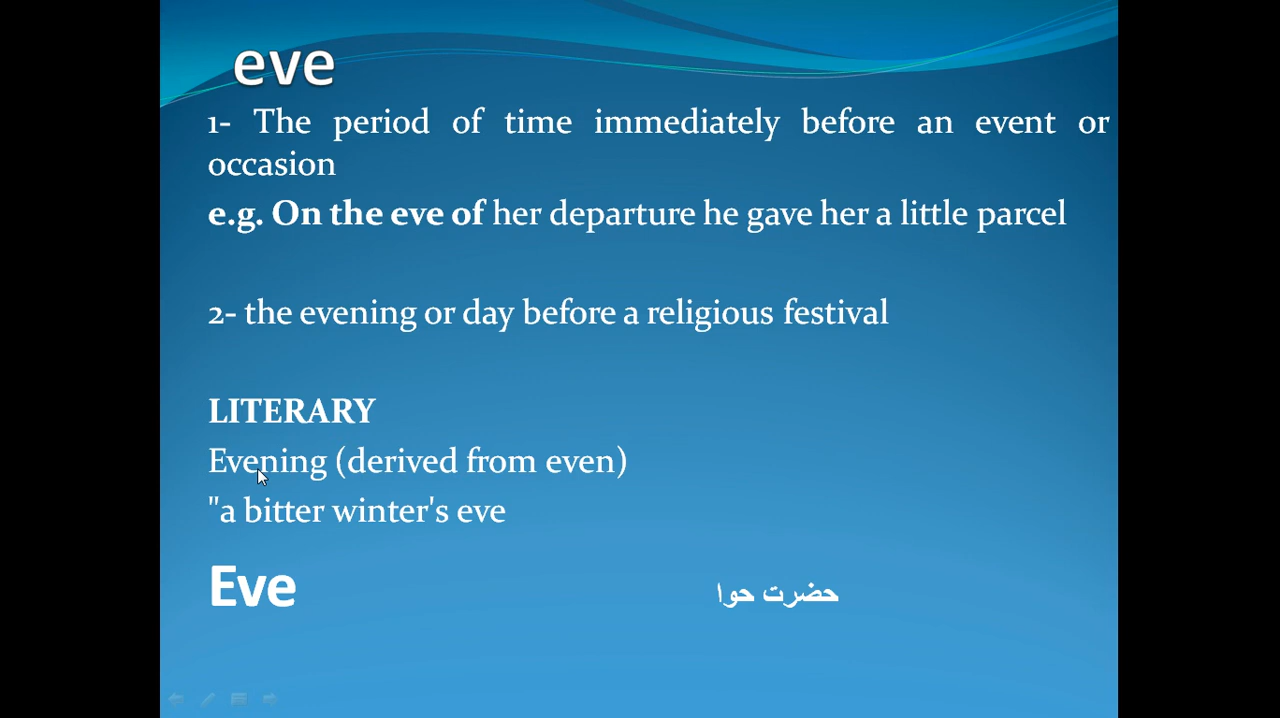 eve
1- The period of time immediately before an event or
occasion
e.g. On the eve of her departure he gave her a little parcel
2- the evening or day before a religious festival
LITERARY
Evening (derived from even)
"a bitter winter's eve
Eve حضرت حوا